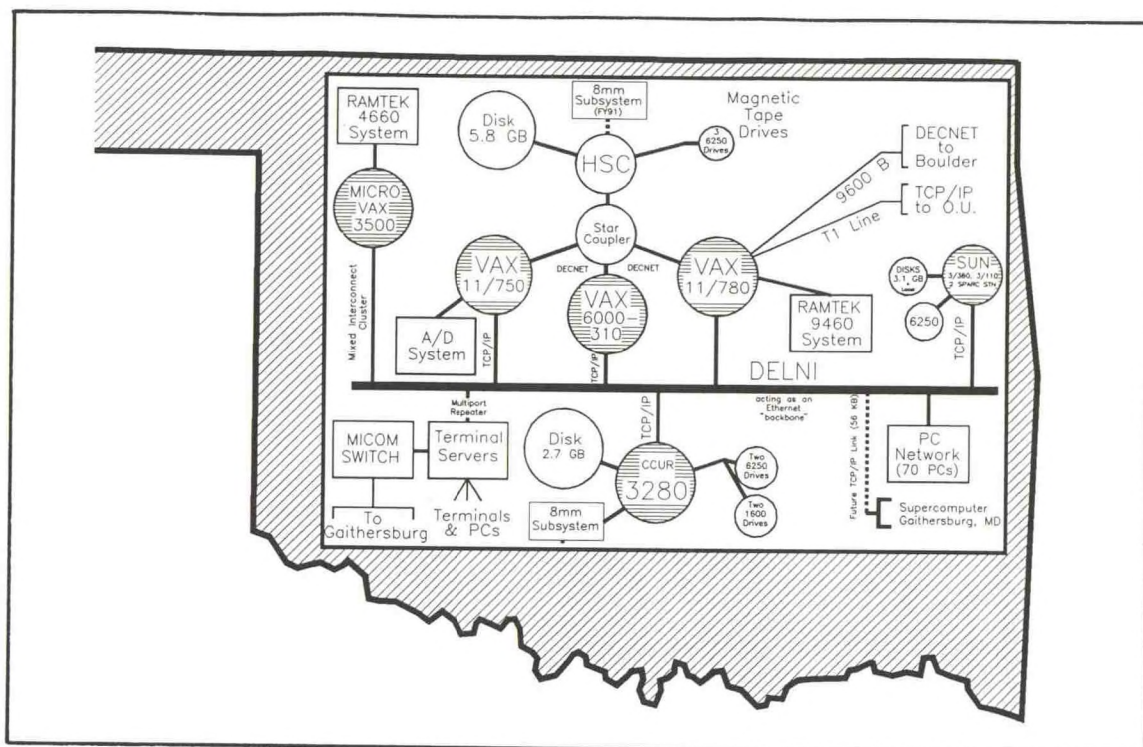 RAMTEK
4660
System
Disk
5.8 GB
8mm
Subsystem
(FY91)
Magnetic
Tape
Drives
3
6250
Drives
HSC
DECNET
to
Boulder
9600 B
TCP/IP
to O.U.
T1 Line
MICRO
VAX
3500
Star
Coupler
DECNET
DECNET
VAX
11/750
VAX
6000-
310
VAX
11/780
DISKS
3.1 GB
SUN
3/380, 3/110
2 SPARC STN
6250
RAMTEK
9460
System
A/D
System
Mixed Interconnect
Cluster
TCP/IP
TCP/IP
TCP/IP
DELNI
acting as an
Ethernet
"backbone"
Multiport
Repeater
TCP/IP
MICOM
SWITCH
Terminal
Servers
Disk
2.7 GB
CCUR
3280
Two
6250
Drives
Two
1600
Drives
Future TCP/IP Link (56 KB)
PC
Network
(70 PCs)
To
Gaithersburg
Terminals
& PCs
8mm
Subsystem
Supercomputer
Gaithersburg, MD